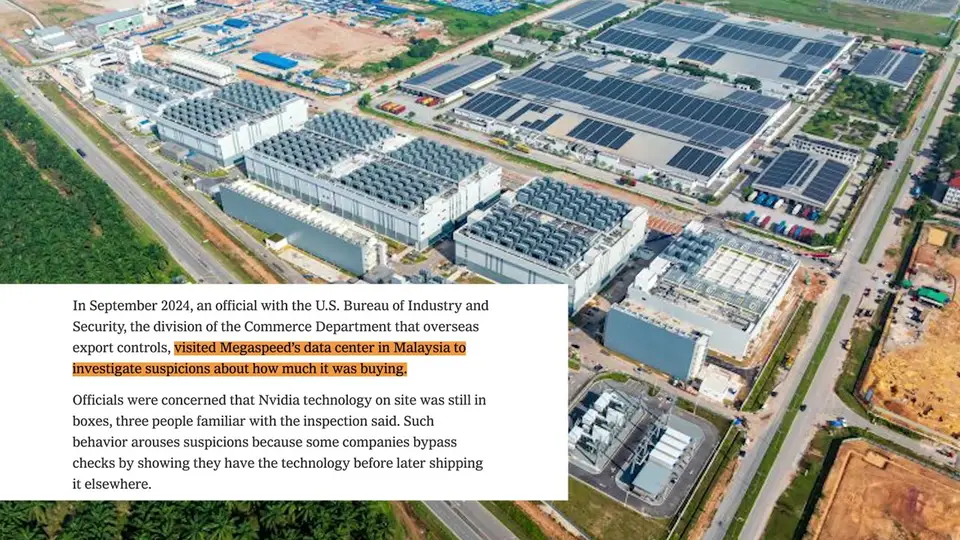 In September 2024, an official with the U.S. Bureau of Industry and
Security, the division of the Commerce Department that overseas
export controls, visited Megaspeed’s data center in Malaysia to
investigate suspicions about how much it was buying.
Officials were concerned that Nvidia technology on site was still in
boxes, three people familiar with the inspection said. Such
behavior arouses suspicions because some companies bypass
checks by showing they have the technology before later shipping
it elsewhere.